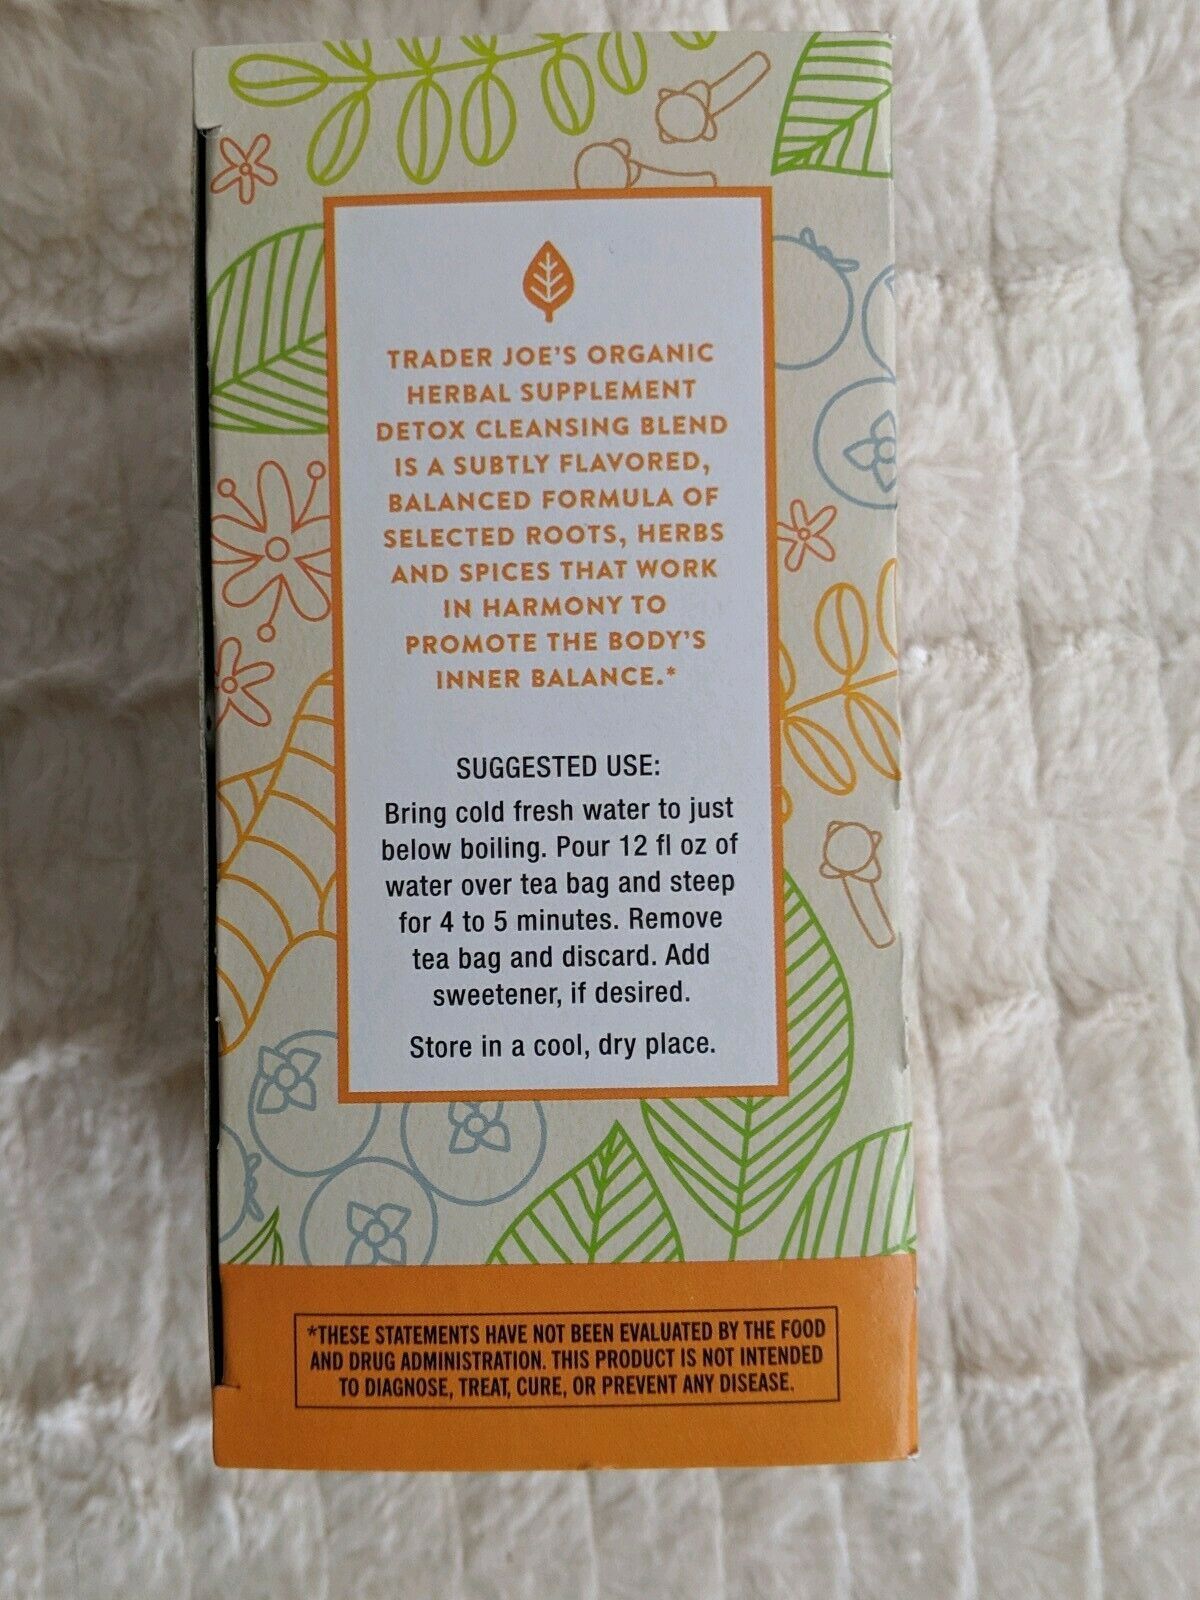 TRADER JOE'S ORGANIC
HERBAL SUPPLEMENT
DETOX CLEANSING BLEND
IS A SUBTLY FLAVORED,
BALANCED FORMULA OF
SELECTED ROOTS, HERBS
AND SPICES THAT WORK
IN HARMONY TO
PROMOTE THE BODY'S
INNER BALANCE.*
SUGGESTED USE:
Bring cold fresh water to just
below boiling. Pour 12 fl oz of
water over tea bag and steep
for 4 to 5 minutes. Remove
tea bag and discard. Add
sweetener, if desired.
Store in a cool, dry place.
*THESE STATEMENTS HAVE NOT BEEN EVALUATED BY THE FOOD
AND DRUG ADMINISTRATION. THIS PRODUCT IS NOT INTENDED
TO DIAGNOSE, TREAT, CURE, OR PREVENT ANY DISEASE.